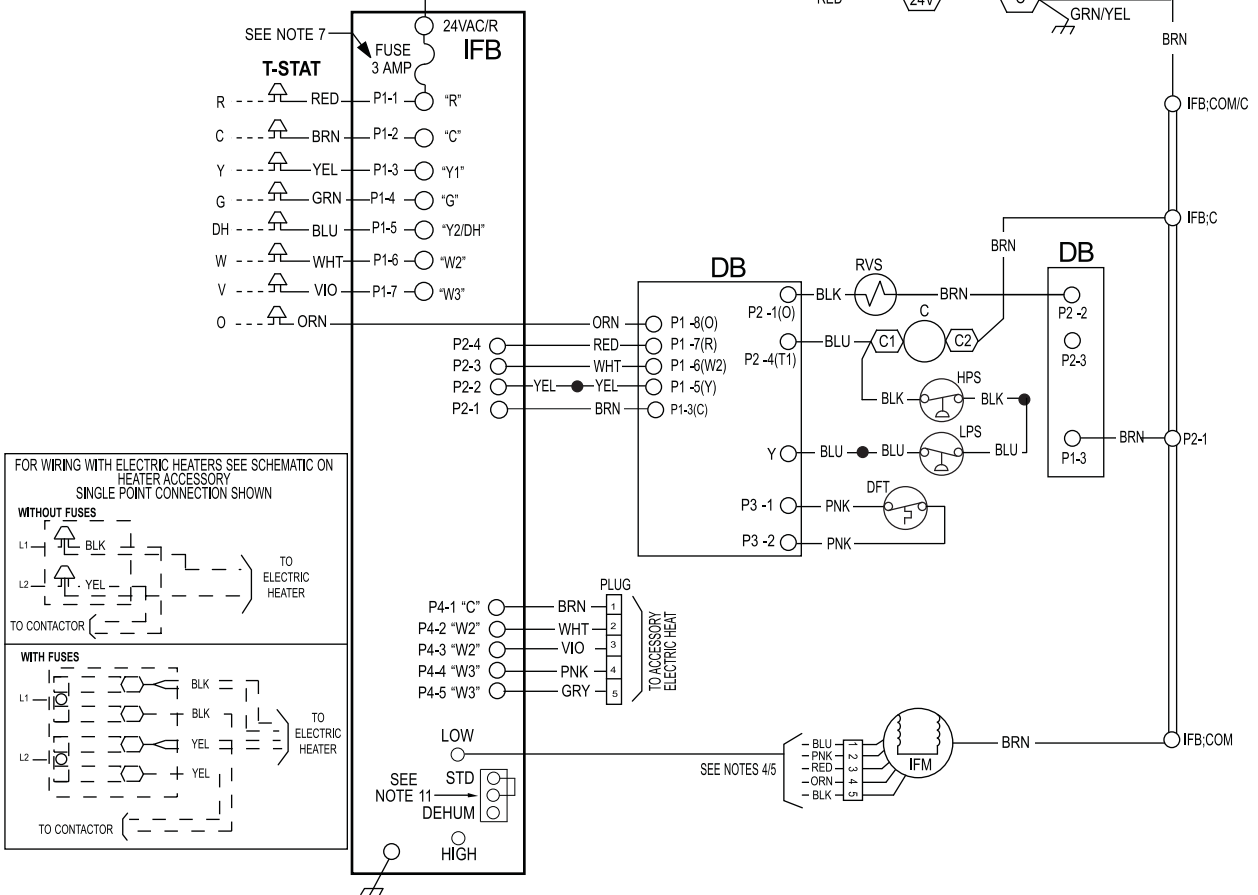 RED
24V
C
GRN/YEL
BRN
SEE NOTE 7
24VAC/R
IFB
FUSE
3 AMP
T-STAT
R RED P1-1 "R"
C BRN P1-2 "C"
Y YEL P1-3 "Y1"
G GRN P1-4 "G"
DH BLU P1-5 "Y2/DH"
W WHT P1-6 "W2"
V VIO P1-7 "W3"
O ORN
IFB;COM/C
IFB;C
BRN
DB
DB
RVS
P2 -1(O) BLK BRN P2 -2
ORN P1 -8(O)
P2-4 RED P1 -7(R)
P2-3 WHT P1 -6(W2)
P2-2 YEL YEL P1 -5(Y)
P2-1 BRN P1-3(C)
C
P2 -4(T1) BLU C1 C2
P2-3
HPS
BLK BLK
LPS
Y BLU BLU BLU
P1-3 BRN P2-1
DFT
P3 -1 PNK
P3 -2 PNK
FOR WIRING WITH ELECTRIC HEATERS SEE SCHEMATIC ON
HEATER ACCESSORY
SINGLE POINT CONNECTION SHOWN
WITHOUT FUSES
L1 BLK
L2 YEL
TO
ELECTRIC
HEATER
TO CONTACTOR
WITH FUSES
L1 BLK
BLK
L2 YEL
YEL
TO
ELECTRIC
HEATER
TO CONTACTOR
PLUG
P4-1 "C" BRN 1
P4-2 "W2" WHT 2
P4-3 "W2" VIO 3
P4-4 "W3" PNK 4
P4-5 "W3" GRY 5
TO ACCESSORY
ELECTRIC HEAT
LOW
SEE
NOTE 11
STD
DEHUM
HIGH
SEE NOTES 4/5
BLU 1
PNK 2
RED 3
ORN 4
BLK 5
IFM
BRN
IFB;COM